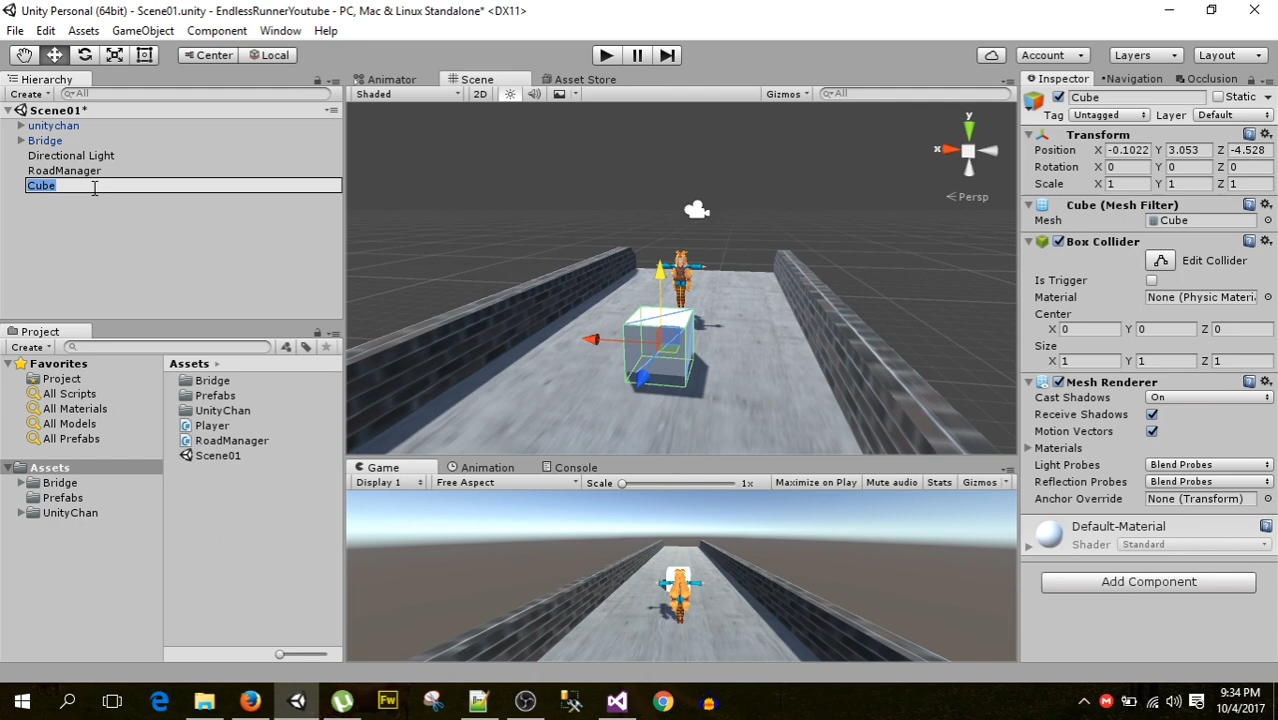 Unity Personal (64bit) - Scene01.unity - EndlessRunnerYoutube - PC, Mac & Linux Standalone* <DX11>
File Edit Assets GameObject Component Window Help
Center Local Account Layers Layout
Hierarchy Animator Scene Asset Store Inspector Navigation Occlusion
Create All Shaded 2D Gizmos All Cube Static
Scene01* Tag Untagged Layer Default
unitychan Transform
Bridge Position X -0.1022 Y 3.053 Z -4.528
Directional Light Rotation X 0 Y 0 Z 0
RoadManager Scale X 1 Y 1 Z 1
Cube
y
x
Persp
Cube (Mesh Filter)
Mesh Cube
Box Collider
Edit Collider
Is Trigger
Material None (Physic Materi
Center
X 0 Y 0 Z 0
Size
X 1 Y 1 Z 1
Mesh Renderer
Cast Shadows On
Receive Shadows
Motion Vectors
Materials
Light Probes Blend Probes
Reflection Probes Blend Probes
Anchor Override None (Transform)
Default-Material
Shader Standard
Add Component
Project
Create
Favorites
Project
All Scripts
All Materials
All Models
All Prefabs
Assets
Bridge
Prefabs
UnityChan
Assets
Bridge
Prefabs
UnityChan
Player
RoadManager
Scene01
Game Animation Console
Display 1 Free Aspect Scale 1x Maximize on Play Mute audio Stats Gizmos
Fw
9:34 PM
10/4/2017